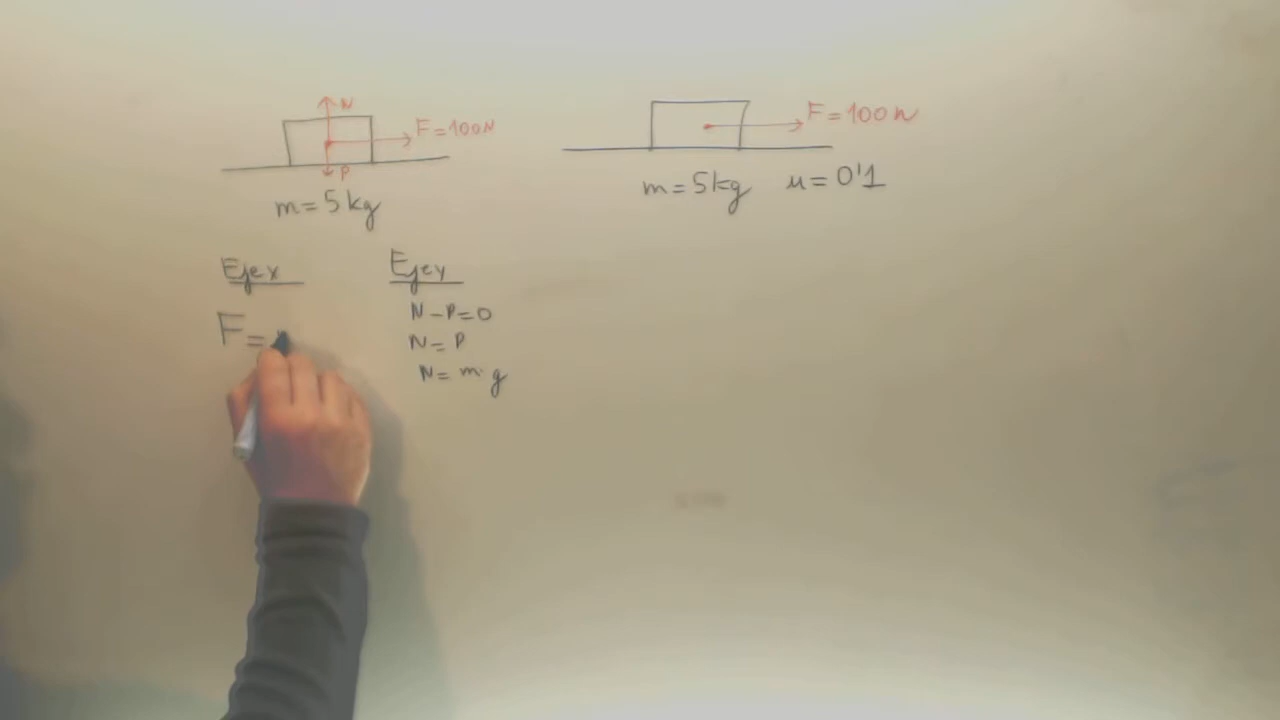 N
F=100N
P
m=5kg
F=100N
m=5kg μ=0'1
Eje x
F=
Eje y
N-P=0
N=P
N=m·g